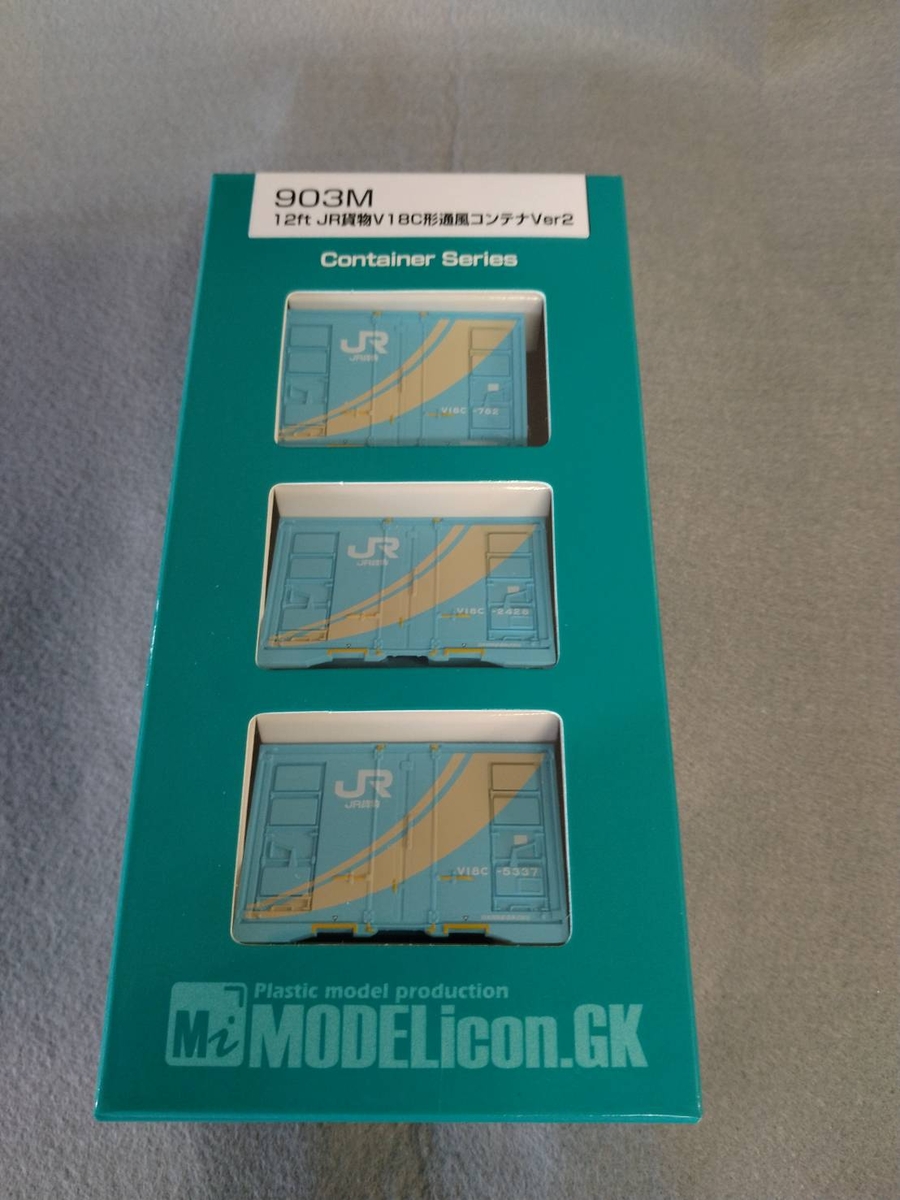 903M
12ft JR貨物V18C形通風コンテナVer2
Container Series
JR
JR貨物
V18C -762
JR
JR貨物
V18C -2428
JR
JR貨物
V18C -5337
Plastic model production
Mi MODELicon.GK